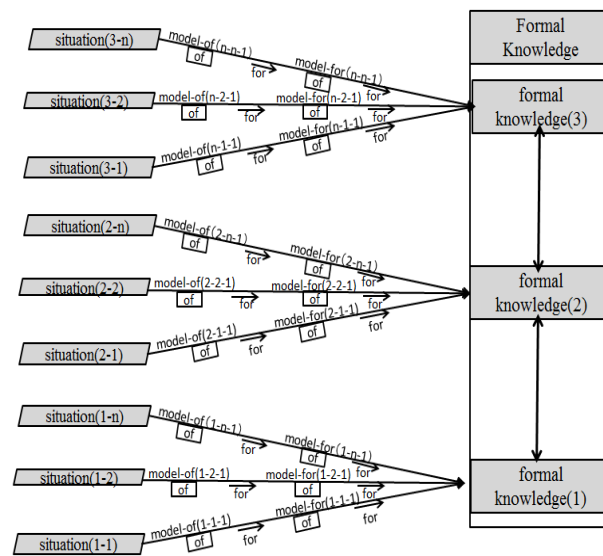 Formal
Knowledge
situation(3-n)
model-of(n-n-1)
of
for
model-for(n-n-1)
of
for
situation(3-2)
model-of(n-2-1)
of
for
model-for(n-2-1)
of
for
situation(3-1)
model-of(n-1-1)
of
for
model-for(n-1-1)
of
for
formal
knowledge(3)
situation(2-n)
model-of(2-n-1)
of
for
model-for(2-n-1)
of
for
situation(2-2)
model-of(2-2-1)
of
for
model-for(2-2-1)
of
for
situation(2-1)
model-of(2-1-1)
of
for
model-for(2-1-1)
of
for
formal
knowledge(2)
situation(1-n)
model-of(1-n-1)
of
for
model-for(1-n-1)
of
for
situation(1-2)
model-of(1-2-1)
of
for
model-for(1-2-1)
of
for
situation(1-1)
model-of(1-1-1)
of
for
model-for(1-1-1)
of
for
formal
knowledge(1)